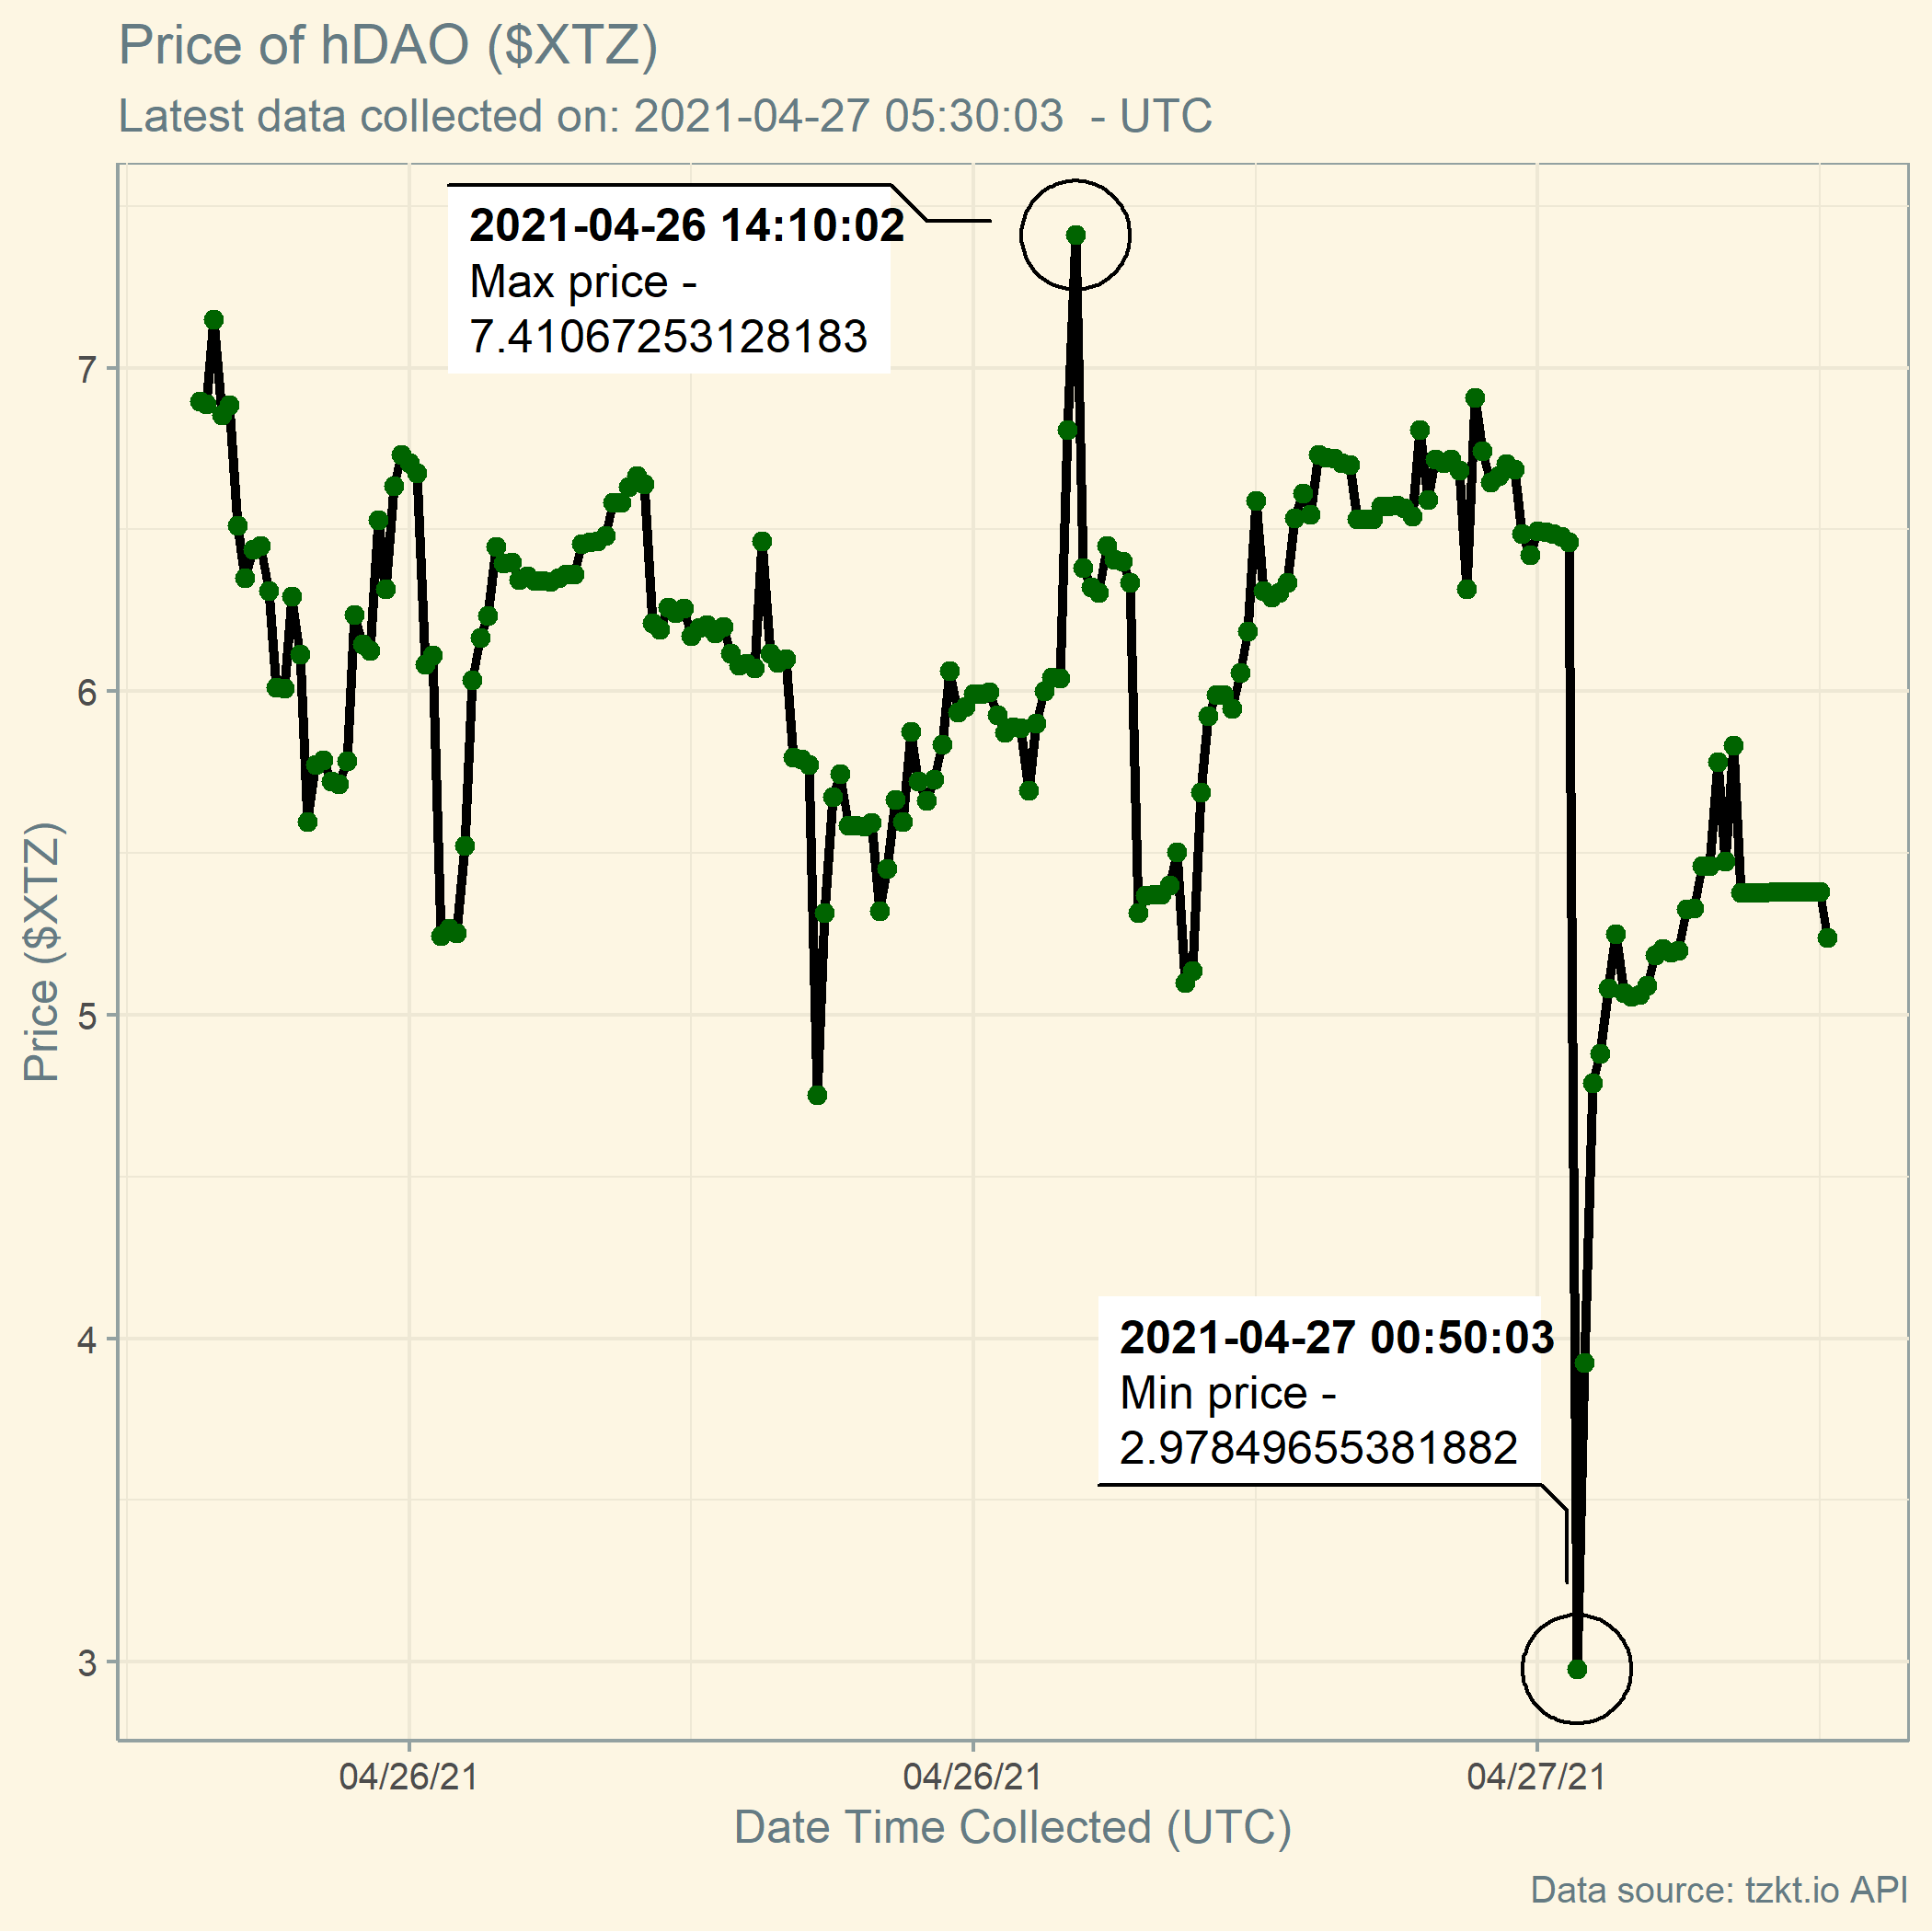 Price of hDAO ($XTZ)
Latest data collected on: 2021-04-27 05:30:03  - UTC
2021-04-26 14:10:02
Max price -
7.41067253128183
7
6
5
4
3
Price ($XTZ)
2021-04-27 00:50:03
Min price -
2.97849655381882
04/26/21
04/26/21
04/27/21
Date Time Collected (UTC)
Data source: tzkt.io API